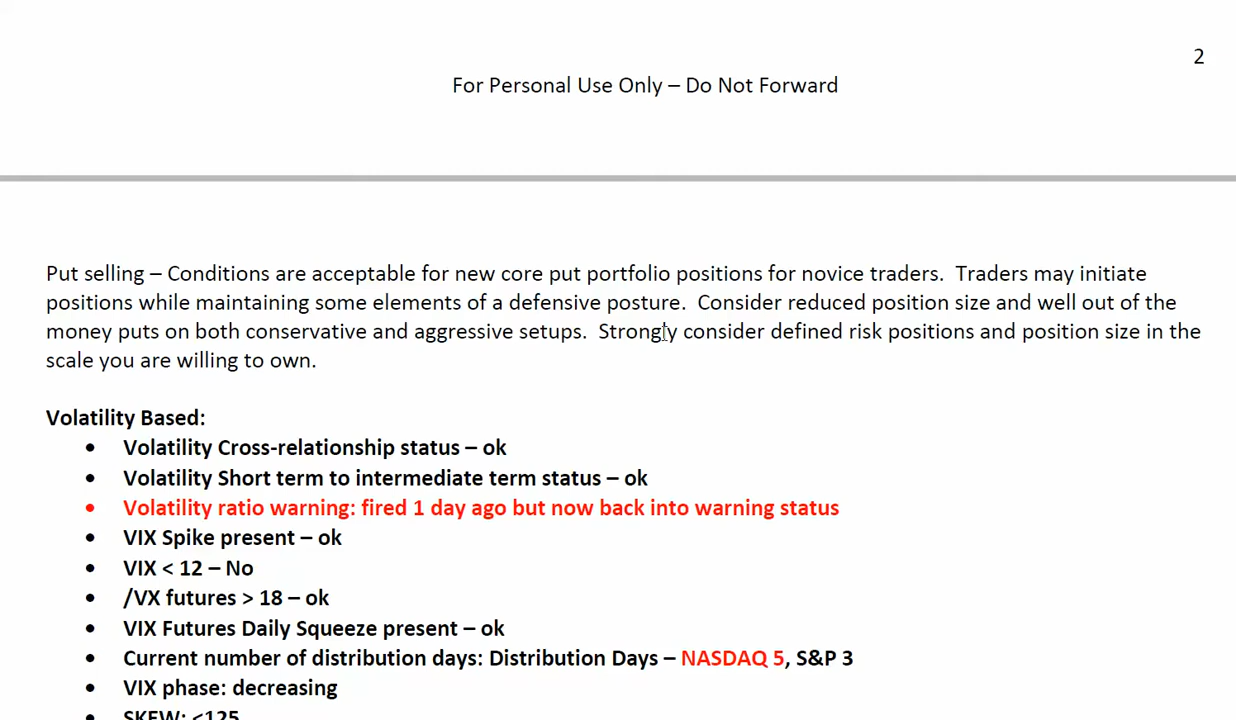 2
For Personal Use Only – Do Not Forward
Put selling – Conditions are acceptable for new core put portfolio positions for novice traders.  Traders may initiate
positions while maintaining some elements of a defensive posture.  Consider reduced position size and well out of the
money puts on both conservative and aggressive setups.  Strongly consider defined risk positions and position size in the
scale you are willing to own.
Volatility Based:
• Volatility Cross-relationship status – ok
• Volatility Short term to intermediate term status – ok
• Volatility ratio warning: fired 1 day ago but now back into warning status
• VIX Spike present – ok
• VIX < 12 – No
• /VX futures > 18 – ok
• VIX Futures Daily Squeeze present – ok
• Current number of distribution days: Distribution Days – NASDAQ 5, S&P 3
• VIX phase: decreasing
• SKEW: <125